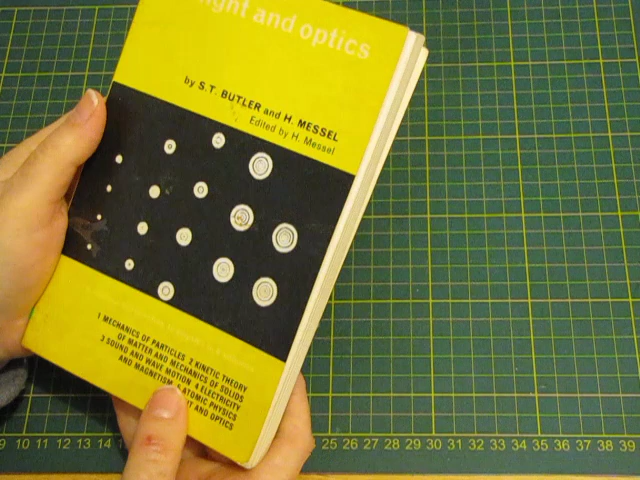 light and optics
by S.T. BUTLER and H. MESSEL
Edited by H. Messel
1 MECHANICS OF PARTICLES 2 KINETIC THEORY
OF MATTER AND MECHANICS OF SOLIDS
3 SOUND AND WAVE MOTION 4 ELECTRICITY
AND MAGNETISM 5 ATOMIC PHYSICS
AND OPTICS
9 10 11 12 13 14 15 25 26 27 28 29 30 31 32 33 34 35 36 37 38 39